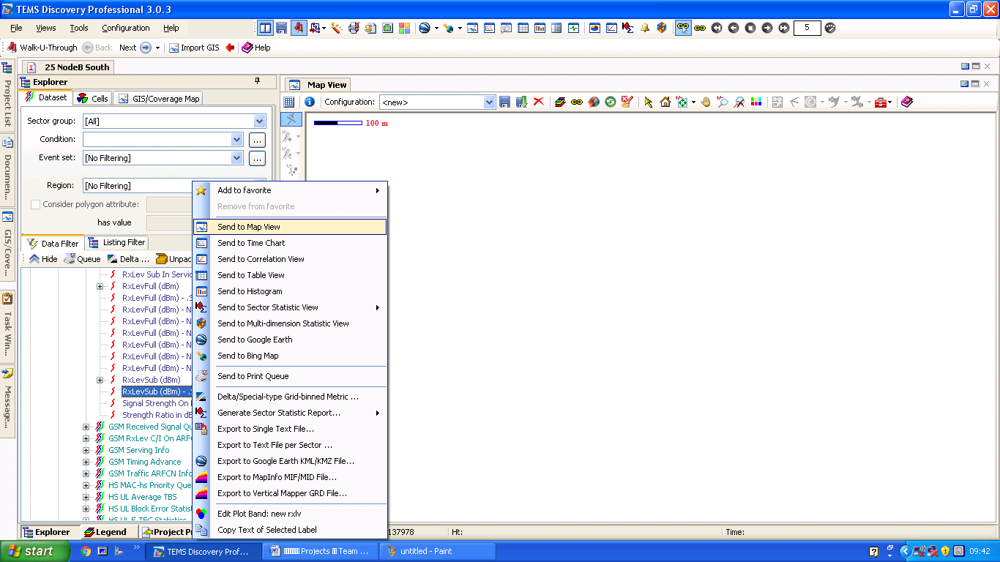 TEMS Discovery Professional 3.0.3
File Views Tools Configuration Help
5
Walk-U-Through Back Next Import GIS Help
25 NodeB South
Project List
Documen...
GIS/Cove...
Task Win...
Message...
Explorer
Dataset Cells GIS/Coverage Map
Sector group: [All]
Condition: ...
Event set: [No Filtering] ...
Region: [No Filtering]
Consider polygon attribute:
has value
Data Filter Listing Filter
Hide Queue Delta ... Unpac
RxLev Sub In Servic
RxLevFull (dBm)
RxLevFull (dBm) - .S
RxLevFull (dBm) - N
RxLevFull (dBm) - N
RxLevFull (dBm) - N
RxLevFull (dBm) - N
RxLevFull (dBm) - N
RxLevFull (dBm) - N
RxLevSub (dBm)
RxLevSub (dBm) - .S
Signal Strength On
Strength Ratio in dB
GSM Received Signal Qu
GSM RxLev C/I On ARF
GSM Serving Info
GSM Timing Advance
GSM Traffic ARFCN Info
HS MAC-hs Priority Que
HS UL Average TBS
HS UL Block Error Statist
HS UL E-TFC Statistics
Explorer Legend Project Pr
Add to favorite
Remove from favorite
Send to Map View
Send to Time Chart
Send to Correlation View
Send to Table View
Send to Histogram
Send to Sector Statistic View
Send to Multi-dimension Statistic View
Send to Google Earth
Send to Bing Map
Send to Print Queue
Delta/Special-type Grid-binned Metric ...
Generate Sector Statistic Report...
Export to Single Text File...
Export to Text File per Sector ...
Export to Google Earth KML/KMZ File...
Export to MapInfo MIF/MID File...
Export to Vertical Mapper GRD File...
Edit Plot Band: new rxlv
Copy Text of Selected Label
Map View
Configuration: <new>
100 m
137978 Ht: Time:
start TEMS Discovery Prof... Projects Team ... untitled - Paint 09:42